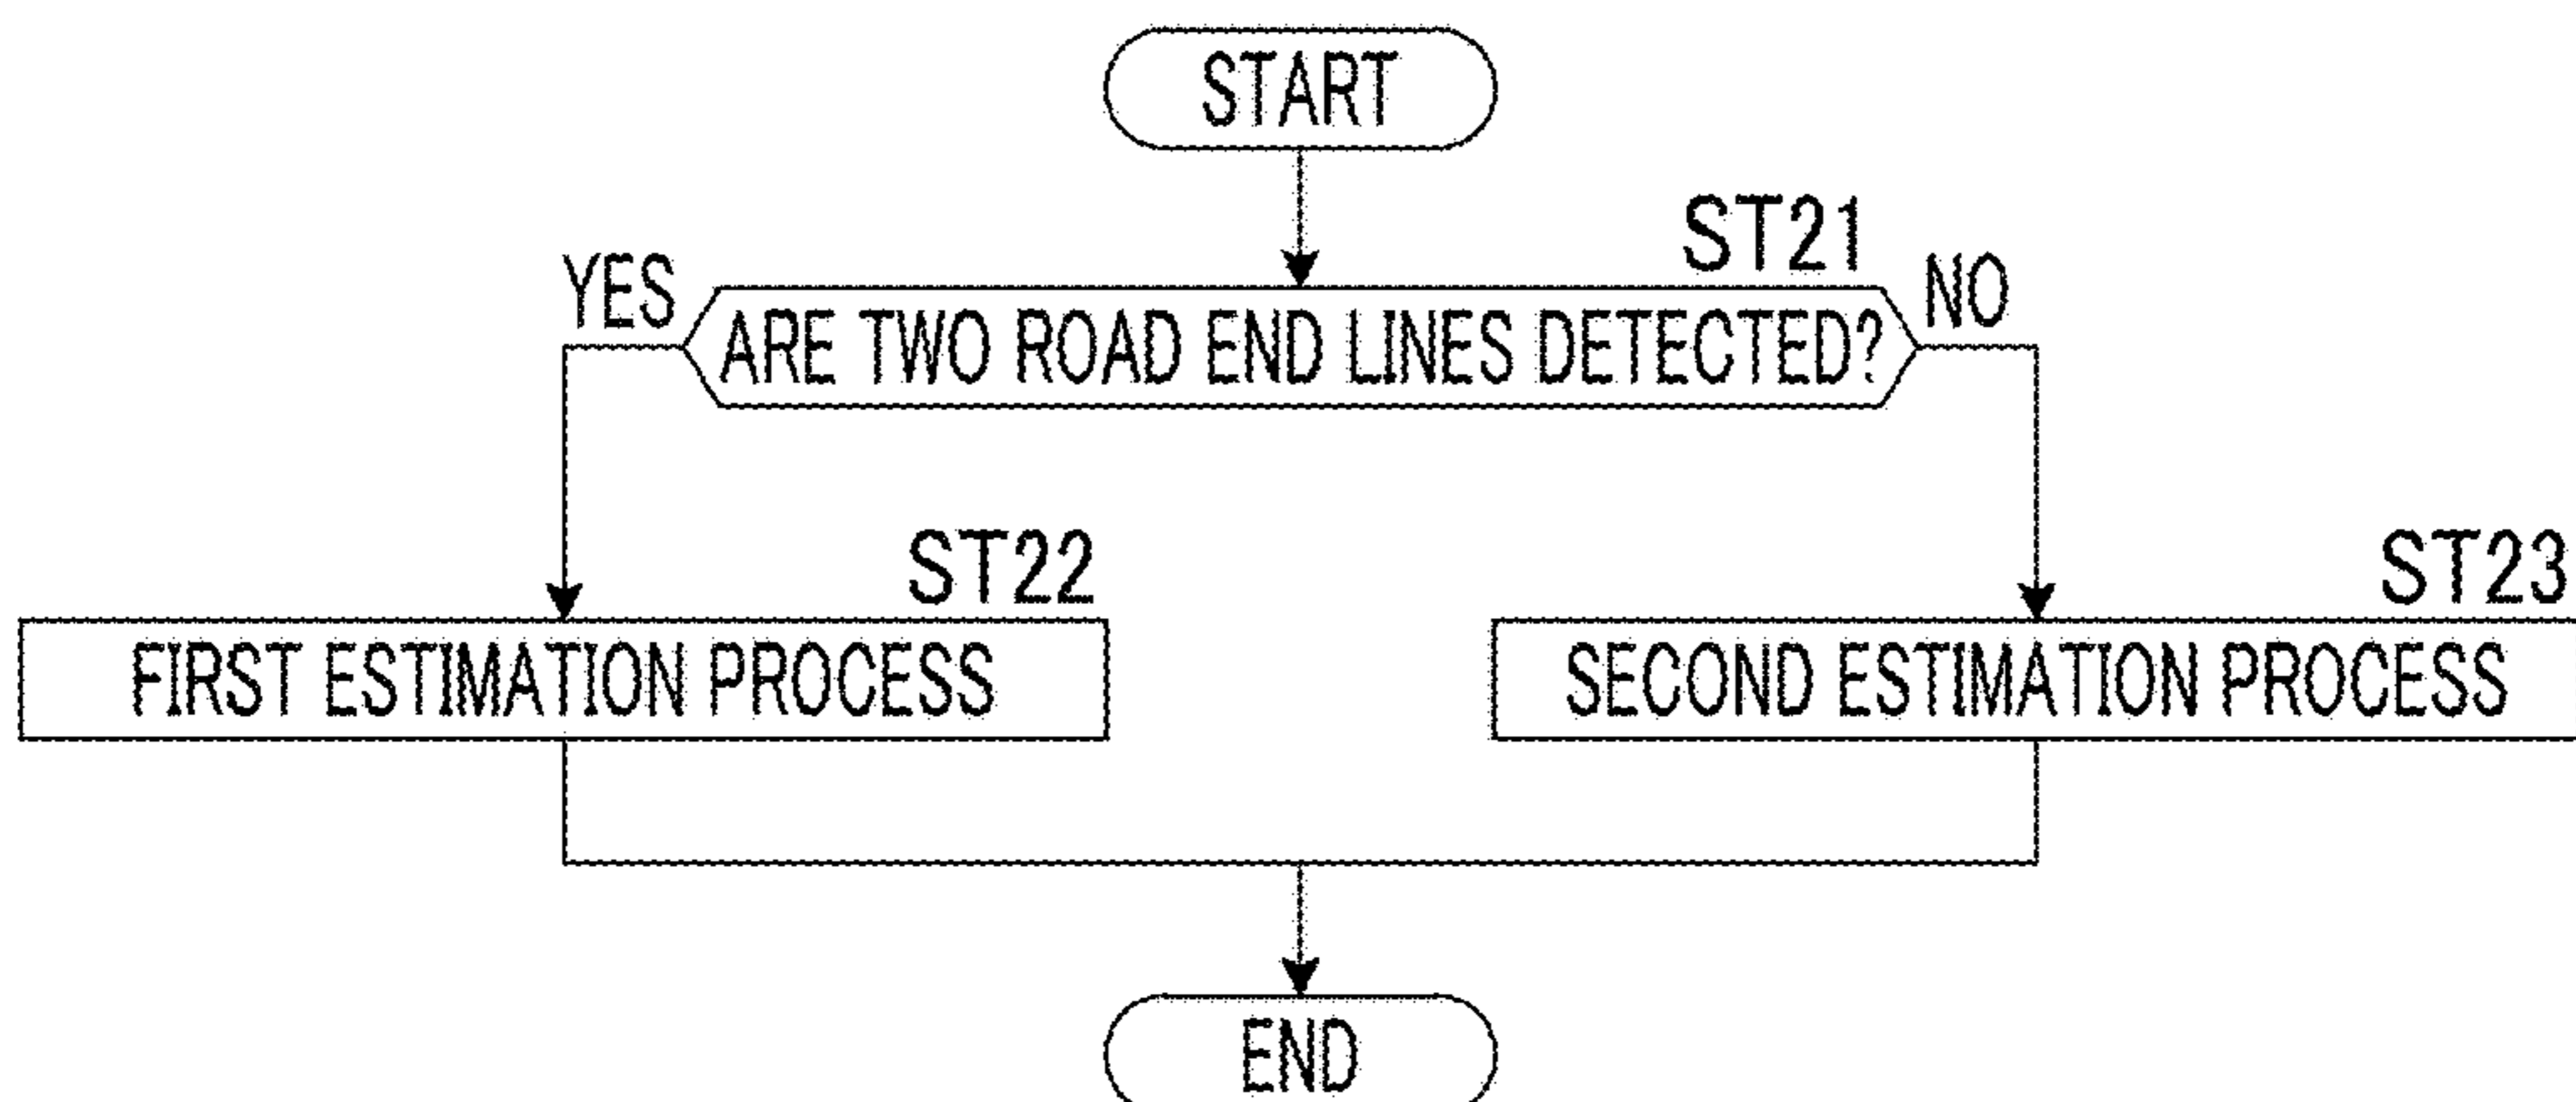 START
ST21
YES
ARE TWO ROAD END LINES DETECTED?
NO
ST22
FIRST ESTIMATION PROCESS
ST23
SECOND ESTIMATION PROCESS
END